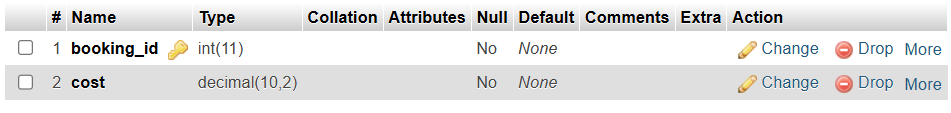 # Name Type Collation Attributes Null Default Comments Extra Action
1 booking_id int(11) No None Change Drop More
2 cost decimal(10,2) No None Change Drop More